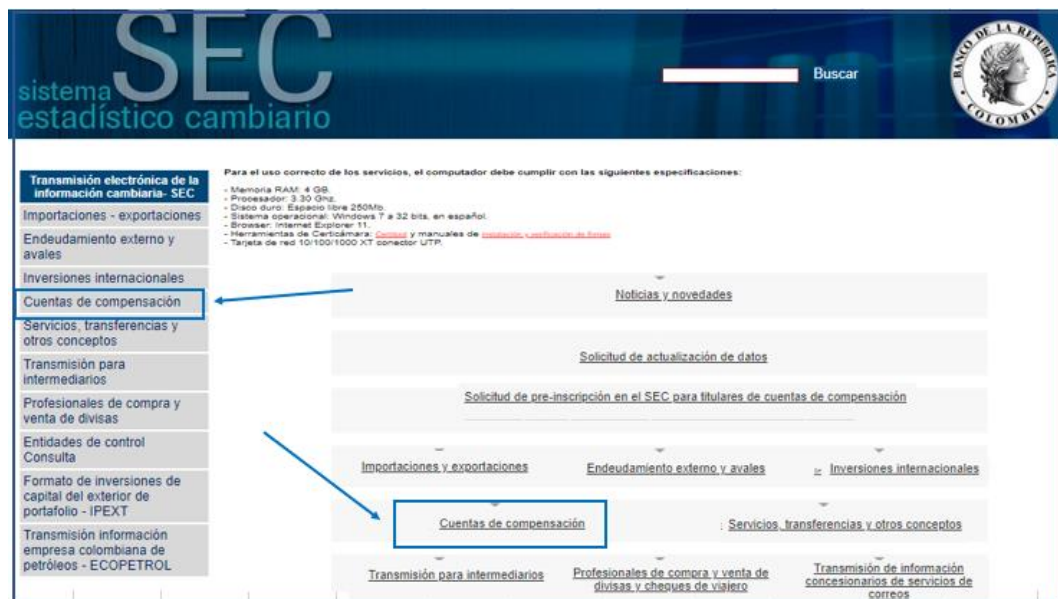 SEC
sistema
estadístico cambiario
Buscar
BANCO DE LA REPUBLICA
COLOMBIA
Transmisión electrónica de la
información cambiaria- SEC
Importaciones - exportaciones
Endeudamiento externo y
avales
Inversiones internacionales
Cuentas de compensación
Servicios, transferencias y
otros conceptos
Transmisión para
intermediarios
Profesionales de compra y
venta de divisas
Entidades de control
Consulta
Formato de inversiones de
capital del exterior de
portafolio - IPEXT
Transmisión información
empresa colombiana de
petróleos - ECOPETROL
Para el uso correcto de los servicios, el computador debe cumplir con las siguientes especificaciones:
- Memoria RAM: 4 GB.
- Procesador: 3.30 Ghz.
- Disco duro: Espacio libre 250Mb.
- Sistema operacional: Windows 7 a 32 bits, en español.
- Browser: Internet Explorer 11.
- Herramientas de Certicámara: y manuales de
- Tarjeta de red 10/100/1000 XT conector UTP.
Noticias y novedades
Solicitud de actualización de datos
Solicitud de pre-inscripción en el SEC para titulares de cuentas de compensación
Importaciones y exportaciones
Endeudamiento externo y avales
Inversiones internacionales
Cuentas de compensación
Servicios, transferencias y otros conceptos
Transmisión para intermediarios
Profesionales de compra y venta de
divisas y cheques de viajero
Transmisión de información
concesionarios de servicios de
correos